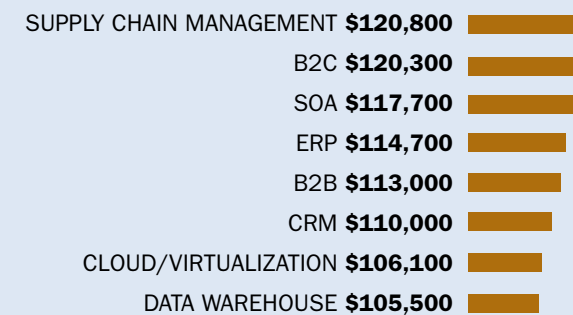 SUPPLY CHAIN MANAGEMENT $120,800
B2C $120,300
SOA $117,700
ERP $114,700
B2B $113,000
CRM $110,000
CLOUD/VIRTUALIZATION $106,100
DATA WAREHOUSE $105,500